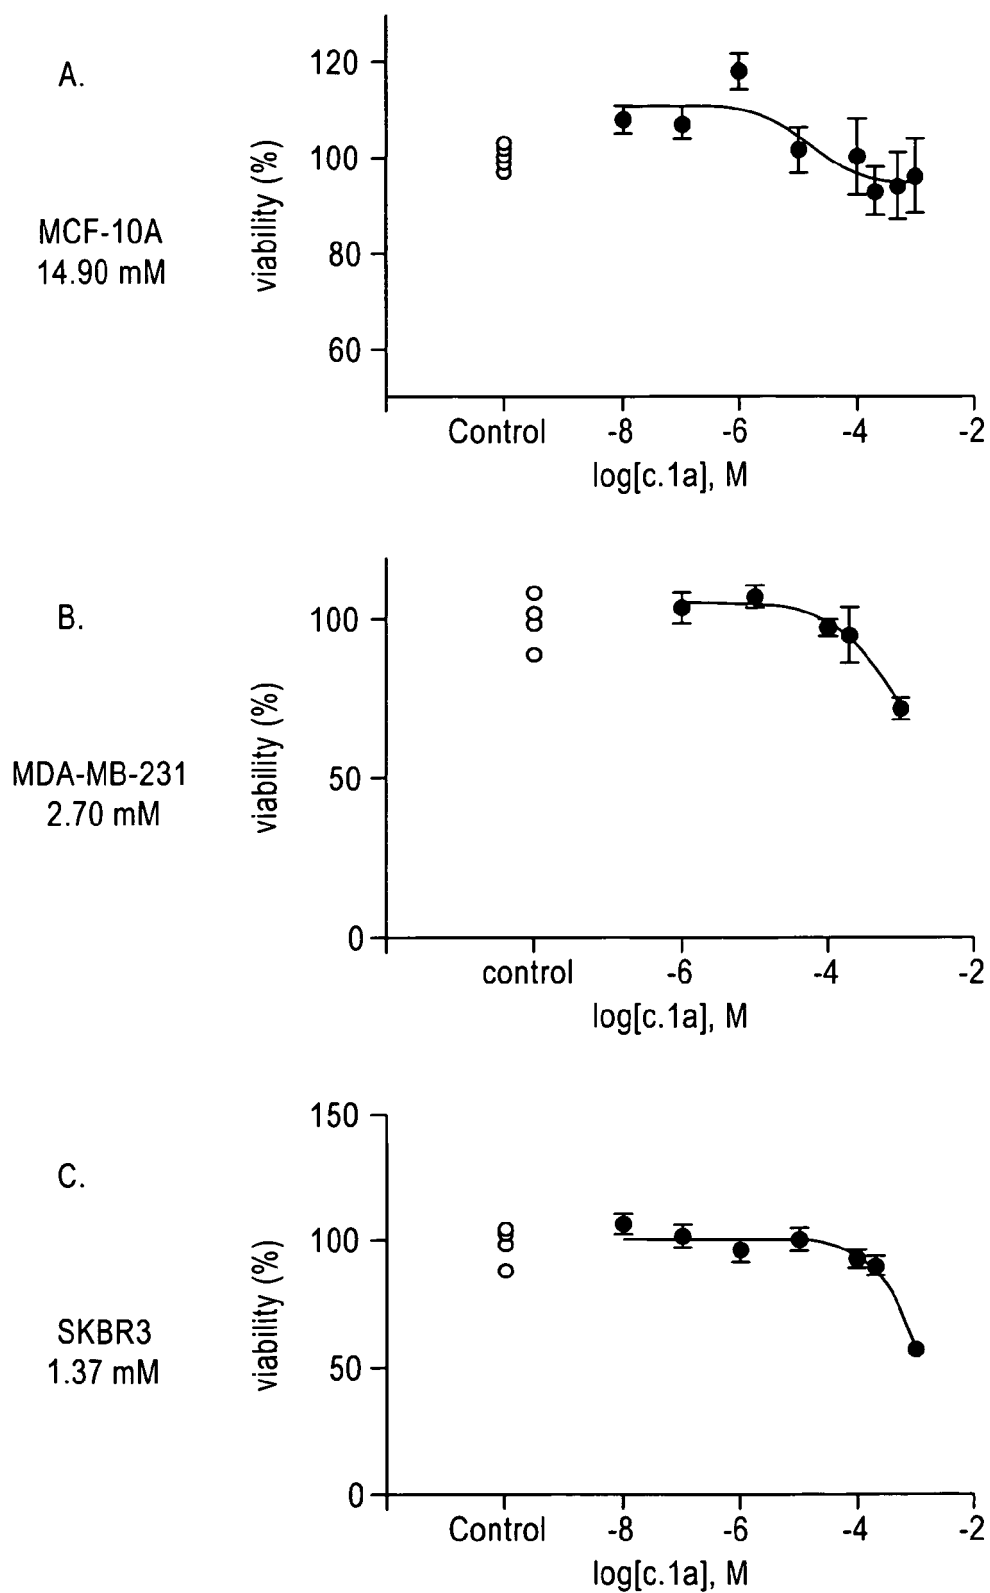 A.
MCF-10A
14.90 mM
viability (%)
120
100
80
60
Control -8 -6 -4 -2
log[c.1a], M
B.
MDA-MB-231
2.70 mM
viability (%)
100
50
0
control -6 -4 -2
log[c.1a], M
C.
SKBR3
1.37 mM
viability (%)
150
100
50
0
Control -8 -6 -4 -2
log[c.1a], M